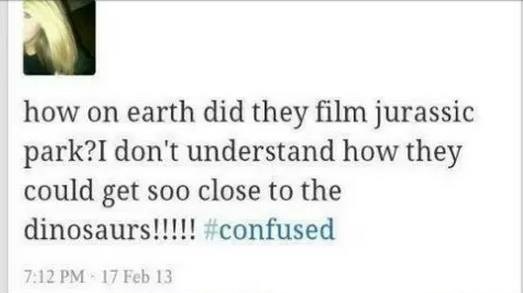 how on earth did they film jurassic
park?I don't understand how they
could get soo close to the
dinosaurs!!!!! #confused
7:12 PM · 17 Feb 13